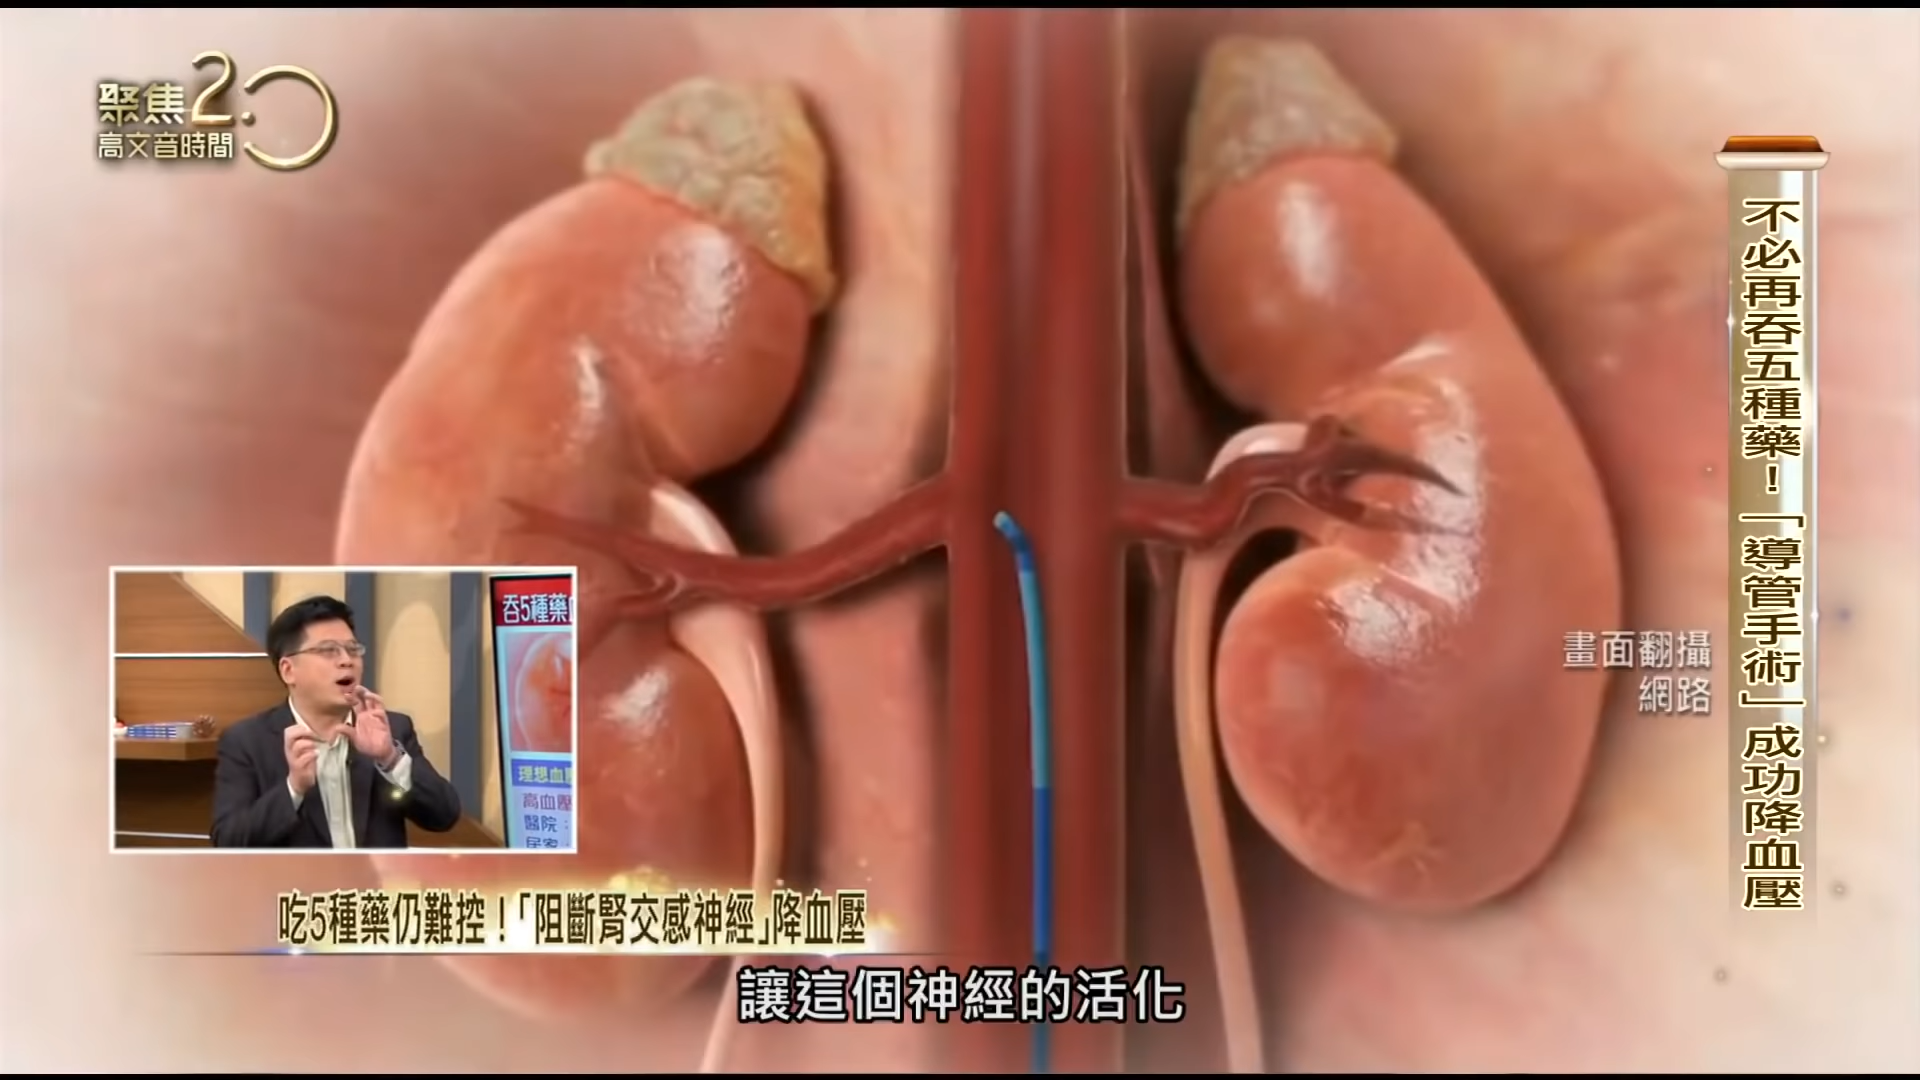 聚焦2.0
高文音時間
不必再吞五種藥！「導管手術」成功降血壓
畫面翻攝
網路
吞5種藥
理想血壓
高血壓
醫院：
居家：
吃5種藥仍難控！「阻斷腎交感神經」降血壓
讓這個神經的活化